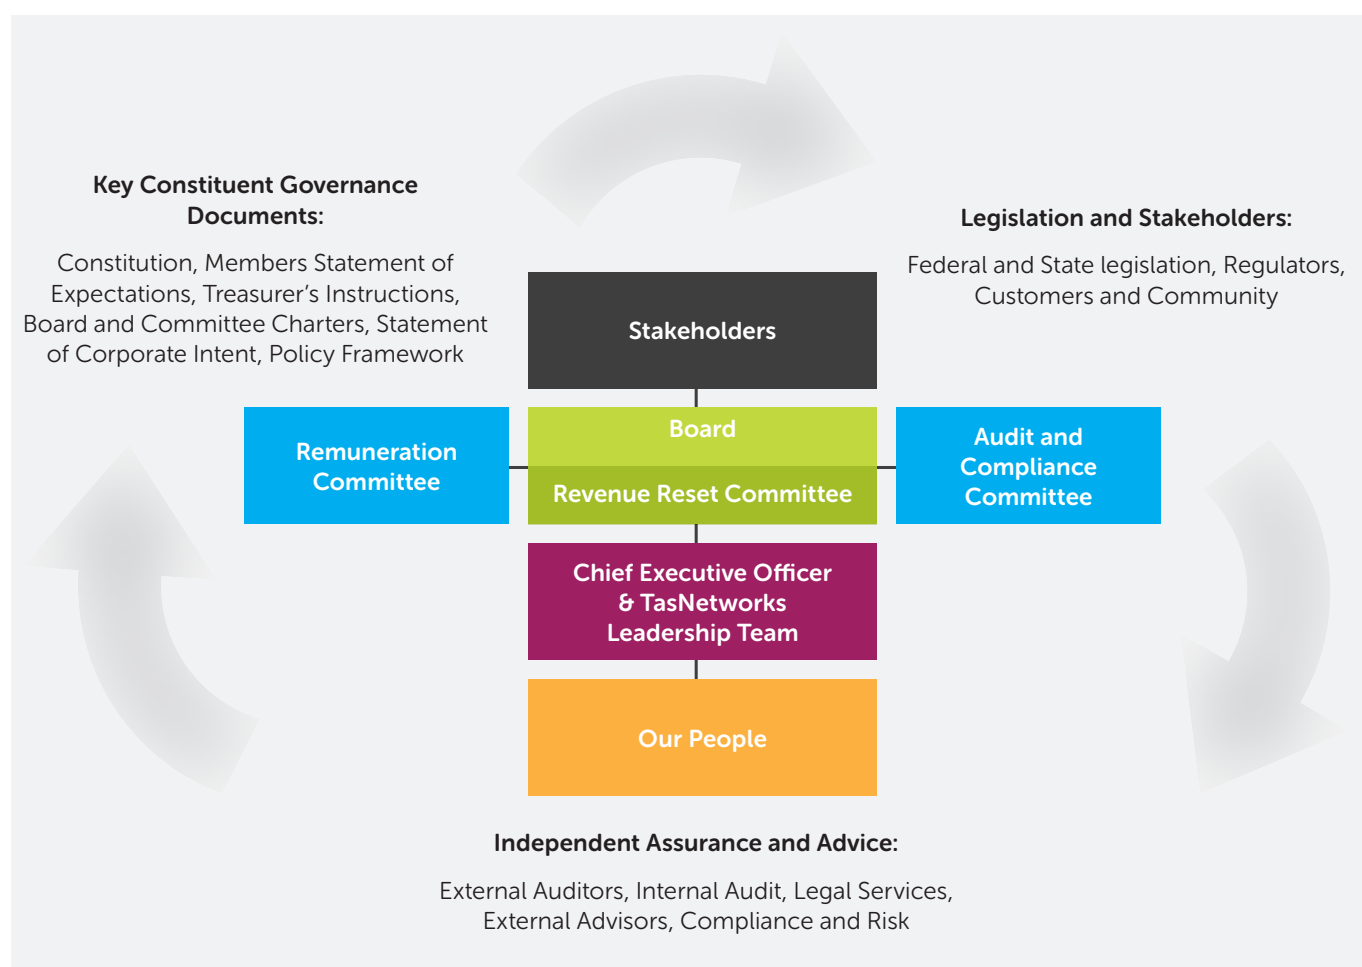 Key Constituent Governance
Documents:
Constitution, Members Statement of
Expectations, Treasurer’s Instructions,
Board and Committee Charters, Statement
of Corporate Intent, Policy Framework
Legislation and Stakeholders:
Federal and State legislation, Regulators,
Customers and Community
Stakeholders
Remuneration
Committee
Board
Revenue Reset Committee
Audit and
Compliance
Committee
Chief Executive Officer
& TasNetworks
Leadership Team
Our People
Independent Assurance and Advice:
External Auditors, Internal Audit, Legal Services,
External Advisors, Compliance and Risk